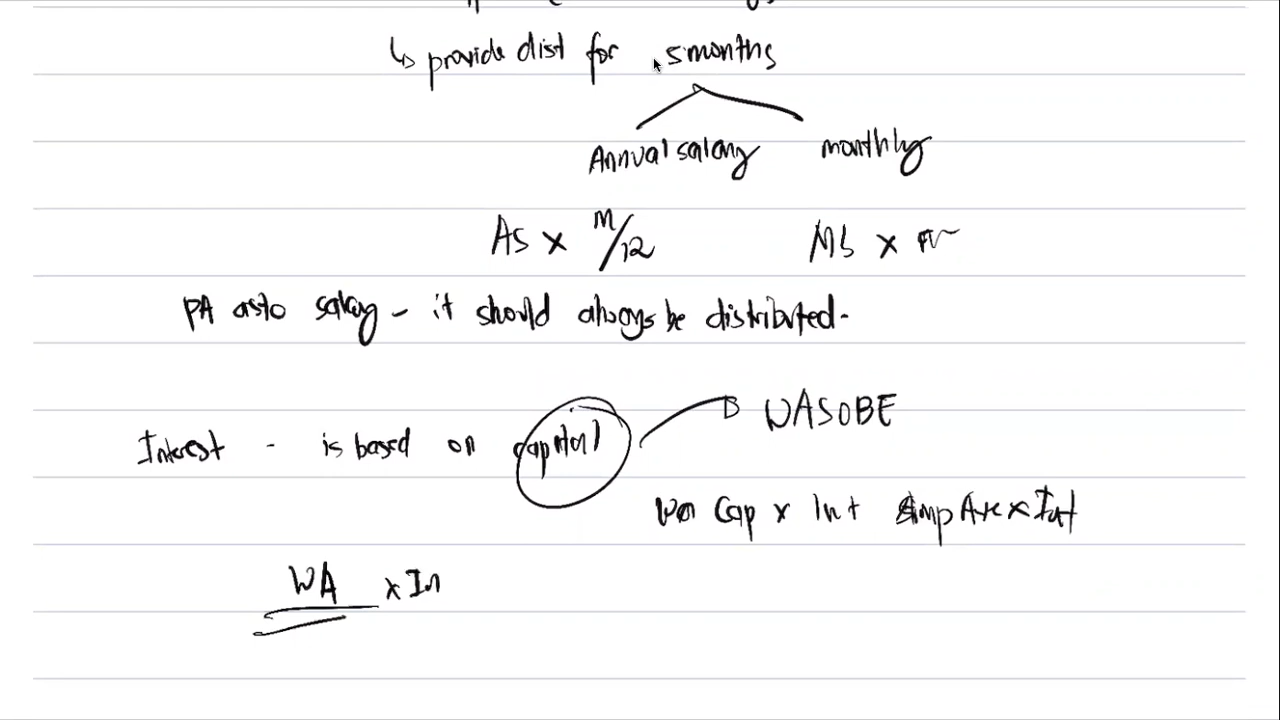 ↳ provide dist for 5months
Annual salary monthly
AS x M/12 MS x
PA as to salary - it should always be distributed.
Interest - is based on capital WASOBE
WA Cap x Int Simp Ave x Int
WA x In